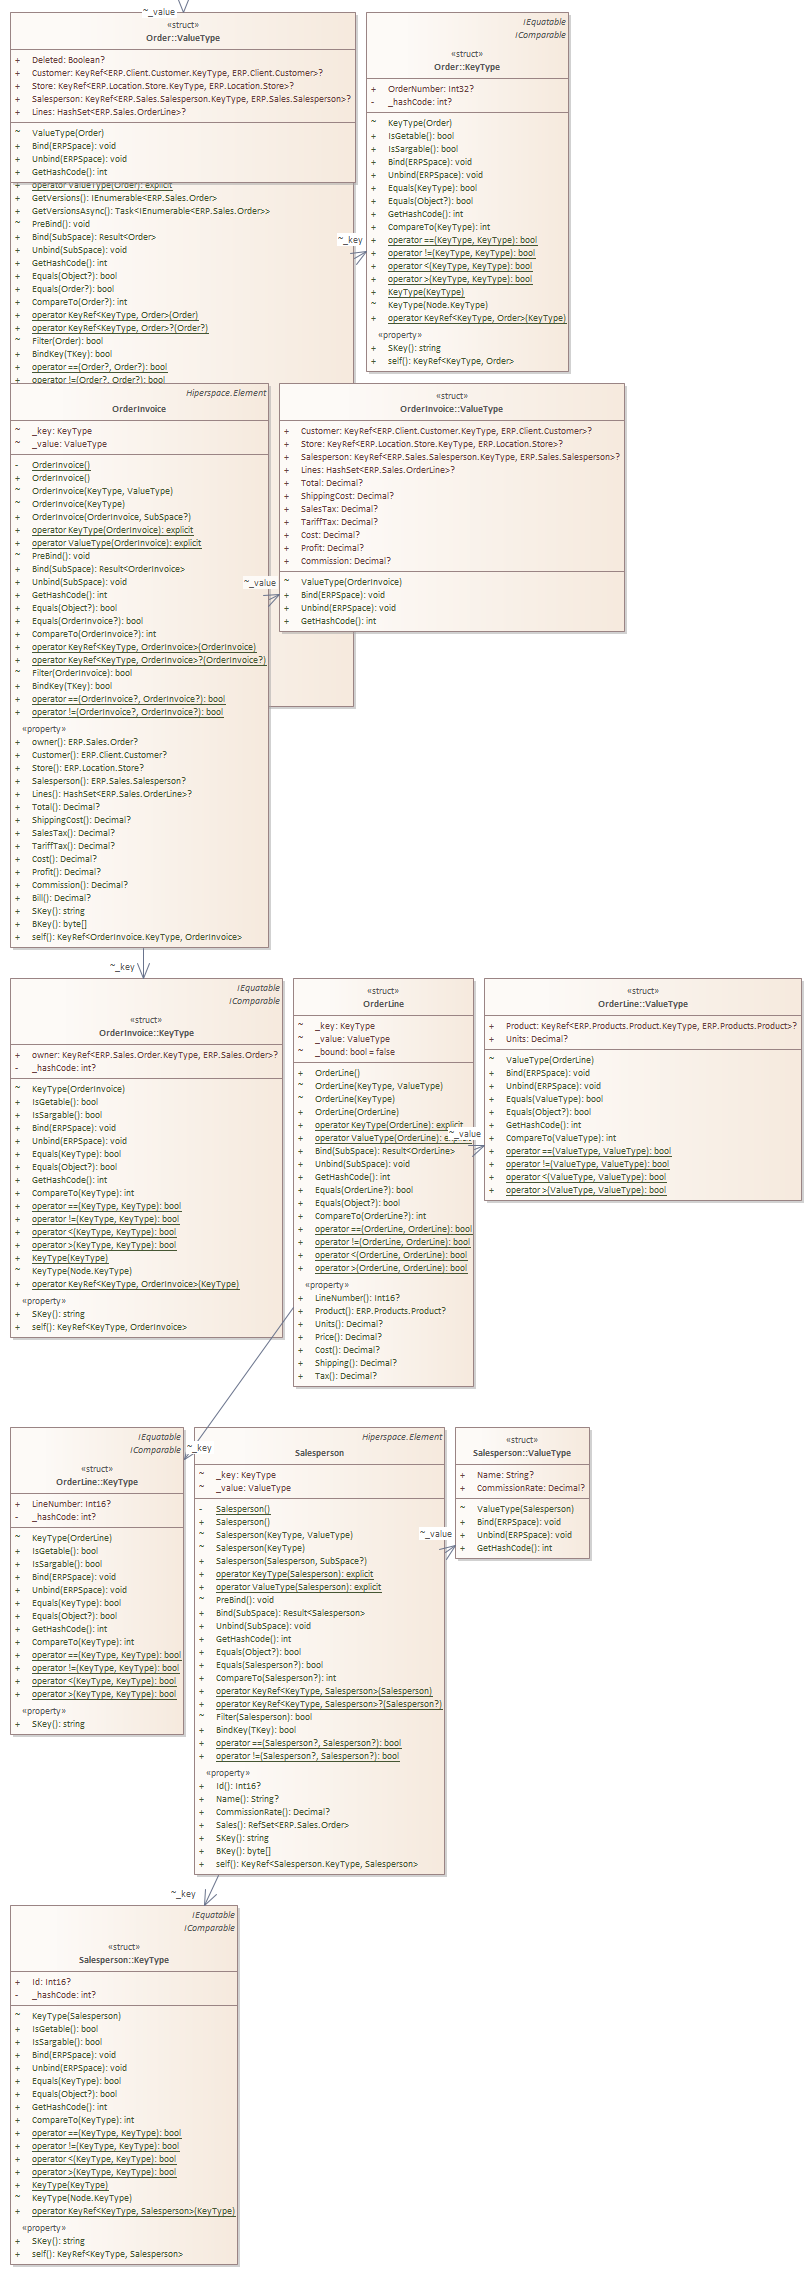 ~_value
«struct»
Order::ValueType
+ Deleted: Boolean?
+ Customer: KeyRef<ERP.Client.Customer.KeyType, ERP.Client.Customer>?
+ Store: KeyRef<ERP.Location.Store.KeyType, ERP.Location.Store>?
+ Salesperson: KeyRef<ERP.Sales.Salesperson.KeyType, ERP.Sales.Salesperson>?
+ Lines: HashSet<ERP.Sales.OrderLine>?
~ ValueType(Order)
+ Bind(ERPSpace): void
+ Unbind(ERPSpace): void
+ GetHashCode(): int
operator ValueType(Order): explicit
+ GetVersions(): IEnumerable<ERP.Sales.Order>
+ GetVersionsAsync(): Task<IEnumerable<ERP.Sales.Order>>
~ PreBind(): void
+ Bind(SubSpace): Result<Order>
+ Unbind(SubSpace): void
+ GetHashCode(): int
+ Equals(Object?): bool
+ Equals(Order?): bool
+ CompareTo(Order?): int
+ operator KeyRef<KeyType, Order>(Order)
+ operator KeyRef<KeyType, Order>?(Order?)
~ Filter(Order): bool
+ BindKey(TKey): bool
+ operator ==(Order?, Order?): bool
+ operator !=(Order?, Order?): bool
~_key
IEquatable
IComparable
«struct»
Order::KeyType
+ OrderNumber: Int32?
- _hashCode: int?
~ KeyType(Order)
+ IsGetable(): bool
+ IsSargable(): bool
+ Bind(ERPSpace): void
+ Unbind(ERPSpace): void
+ Equals(KeyType): bool
+ Equals(Object?): bool
+ GetHashCode(): int
+ CompareTo(KeyType): int
+ operator ==(KeyType, KeyType): bool
+ operator !=(KeyType, KeyType): bool
+ operator <(KeyType, KeyType): bool
+ operator >(KeyType, KeyType): bool
+ KeyType(KeyType)
~ KeyType(Node.KeyType)
+ operator KeyRef<KeyType, Order>(KeyType)
«property»
+ SKey(): string
+ self(): KeyRef<KeyType, Order>
Hiperspace.Element
OrderInvoice
~ _key: KeyType
~ _value: ValueType
- OrderInvoice()
+ OrderInvoice()
~ OrderInvoice(KeyType, ValueType)
~ OrderInvoice(KeyType)
+ OrderInvoice(OrderInvoice, SubSpace?)
+ operator KeyType(OrderInvoice): explicit
+ operator ValueType(OrderInvoice): explicit
~ PreBind(): void
+ Bind(SubSpace): Result<OrderInvoice>
+ Unbind(SubSpace): void
+ GetHashCode(): int
+ Equals(Object?): bool
+ Equals(OrderInvoice?): bool
+ CompareTo(OrderInvoice?): int
+ operator KeyRef<KeyType, OrderInvoice>(OrderInvoice)
+ operator KeyRef<KeyType, OrderInvoice>?(OrderInvoice?)
~ Filter(OrderInvoice): bool
+ BindKey(TKey): bool
+ operator ==(OrderInvoice?, OrderInvoice?): bool
+ operator !=(OrderInvoice?, OrderInvoice?): bool
«property»
+ owner(): ERP.Sales.Order?
+ Customer(): ERP.Client.Customer?
+ Store(): ERP.Location.Store?
+ Salesperson(): ERP.Sales.Salesperson?
+ Lines(): HashSet<ERP.Sales.OrderLine>?
+ Total(): Decimal?
+ ShippingCost(): Decimal?
+ SalesTax(): Decimal?
+ TariffTax(): Decimal?
+ Cost(): Decimal?
+ Profit(): Decimal?
+ Commission(): Decimal?
+ Bill(): Decimal?
+ SKey(): string
+ BKey(): byte[]
+ self(): KeyRef<OrderInvoice.KeyType, OrderInvoice>
~_value
«struct»
OrderInvoice::ValueType
+ Customer: KeyRef<ERP.Client.Customer.KeyType, ERP.Client.Customer>?
+ Store: KeyRef<ERP.Location.Store.KeyType, ERP.Location.Store>?
+ Salesperson: KeyRef<ERP.Sales.Salesperson.KeyType, ERP.Sales.Salesperson>?
+ Lines: HashSet<ERP.Sales.OrderLine>?
+ Total: Decimal?
+ ShippingCost: Decimal?
+ SalesTax: Decimal?
+ TariffTax: Decimal?
+ Cost: Decimal?
+ Profit: Decimal?
+ Commission: Decimal?
~ ValueType(OrderInvoice)
+ Bind(ERPSpace): void
+ Unbind(ERPSpace): void
+ GetHashCode(): int
~_key
IEquatable
IComparable
«struct»
OrderInvoice::KeyType
+ owner: KeyRef<ERP.Sales.Order.KeyType, ERP.Sales.Order>?
- _hashCode: int?
~ KeyType(OrderInvoice)
+ IsGetable(): bool
+ IsSargable(): bool
+ Bind(ERPSpace): void
+ Unbind(ERPSpace): void
+ Equals(KeyType): bool
+ Equals(Object?): bool
+ GetHashCode(): int
+ CompareTo(KeyType): int
+ operator ==(KeyType, KeyType): bool
+ operator !=(KeyType, KeyType): bool
+ operator <(KeyType, KeyType): bool
+ operator >(KeyType, KeyType): bool
+ KeyType(KeyType)
~ KeyType(Node.KeyType)
+ operator KeyRef<KeyType, OrderInvoice>(KeyType)
«property»
+ SKey(): string
+ self(): KeyRef<KeyType, OrderInvoice>
«struct»
OrderLine
~ _key: KeyType
~ _value: ValueType
~ _bound: bool = false
+ OrderLine()
~ OrderLine(KeyType, ValueType)
~ OrderLine(KeyType)
+ OrderLine(OrderLine)
+ operator KeyType(OrderLine): explicit
+ operator ValueType(OrderLine):
+ Bind(SubSpace): Result<OrderLine>
+ Unbind(SubSpace): void
+ GetHashCode(): int
+ Equals(OrderLine?): bool
+ Equals(Object?): bool
+ CompareTo(OrderLine?): int
+ operator ==(OrderLine, OrderLine): bool
+ operator !=(OrderLine, OrderLine): bool
+ operator <(OrderLine, OrderLine): bool
+ operator >(OrderLine, OrderLine): bool
«property»
+ LineNumber(): Int16?
+ Product(): ERP.Products.Product?
+ Units(): Decimal?
+ Price(): Decimal?
+ Cost(): Decimal?
+ Shipping(): Decimal?
+ Tax(): Decimal?
~_value
«struct»
OrderLine::ValueType
+ Product: KeyRef<ERP.Products.Product.KeyType, ERP.Products.Product>?
+ Units: Decimal?
~ ValueType(OrderLine)
+ Bind(ERPSpace): void
+ Unbind(ERPSpace): void
+ Equals(ValueType): bool
+ Equals(Object?): bool
+ GetHashCode(): int
+ CompareTo(ValueType): int
+ operator ==(ValueType, ValueType): bool
+ operator !=(ValueType, ValueType): bool
+ operator <(ValueType, ValueType): bool
+ operator >(ValueType, ValueType): bool
~_key
IEquatable
IComparable
«struct»
OrderLine::KeyType
+ LineNumber: Int16?
- _hashCode: int?
~ KeyType(OrderLine)
+ IsGetable(): bool
+ IsSargable(): bool
+ Bind(ERPSpace): void
+ Unbind(ERPSpace): void
+ Equals(KeyType): bool
+ Equals(Object?): bool
+ GetHashCode(): int
+ CompareTo(KeyType): int
+ operator ==(KeyType, KeyType): bool
+ operator !=(KeyType, KeyType): bool
+ operator <(KeyType, KeyType): bool
+ operator >(KeyType, KeyType): bool
«property»
+ SKey(): string
Hiperspace.Element
Salesperson
~ _key: KeyType
~ _value: ValueType
- Salesperson()
+ Salesperson()
~ Salesperson(KeyType, ValueType)
~ Salesperson(KeyType)
+ Salesperson(Salesperson, SubSpace?)
+ operator KeyType(Salesperson): explicit
+ operator ValueType(Salesperson): explicit
~ PreBind(): void
+ Bind(SubSpace): Result<Salesperson>
+ Unbind(SubSpace): void
+ GetHashCode(): int
+ Equals(Object?): bool
+ Equals(Salesperson?): bool
+ CompareTo(Salesperson?): int
+ operator KeyRef<KeyType, Salesperson>(Salesperson)
+ operator KeyRef<KeyType, Salesperson>?(Salesperson?)
~ Filter(Salesperson): bool
+ BindKey(TKey): bool
+ operator ==(Salesperson?, Salesperson?): bool
+ operator !=(Salesperson?, Salesperson?): bool
«property»
+ Id(): Int16?
+ Name(): String?
+ CommissionRate(): Decimal?
+ Sales(): RefSet<ERP.Sales.Order>
+ SKey(): string
+ BKey(): byte[]
+ self(): KeyRef<Salesperson.KeyType, Salesperson>
~_value
«struct»
Salesperson::ValueType
+ Name: String?
+ CommissionRate: Decimal?
~ ValueType(Salesperson)
+ Bind(ERPSpace): void
+ Unbind(ERPSpace): void
+ GetHashCode(): int
~_key
IEquatable
IComparable
«struct»
Salesperson::KeyType
+ Id: Int16?
- _hashCode: int?
~ KeyType(Salesperson)
+ IsGetable(): bool
+ IsSargable(): bool
+ Bind(ERPSpace): void
+ Unbind(ERPSpace): void
+ Equals(KeyType): bool
+ Equals(Object?): bool
+ GetHashCode(): int
+ CompareTo(KeyType): int
+ operator ==(KeyType, KeyType): bool
+ operator !=(KeyType, KeyType): bool
+ operator <(KeyType, KeyType): bool
+ operator >(KeyType, KeyType): bool
+ KeyType(KeyType)
~ KeyType(Node.KeyType)
+ operator KeyRef<KeyType, Salesperson>(KeyType)
«property»
+ SKey(): string
+ self(): KeyRef<KeyType, Salesperson>